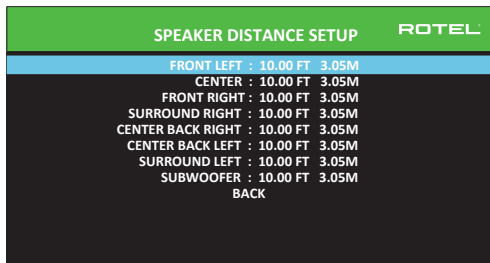 SPEAKER DISTANCE SETUP ROTEL
FRONT LEFT : 10.00 FT 3.05M
CENTER : 10.00 FT 3.05M
FRONT RIGHT : 10.00 FT 3.05M
SURROUND RIGHT : 10.00 FT 3.05M
CENTER BACK RIGHT : 10.00 FT 3.05M
CENTER BACK LEFT : 10.00 FT 3.05M
SURROUND LEFT : 10.00 FT 3.05M
SUBWOOFER : 10.00 FT 3.05M
BACK